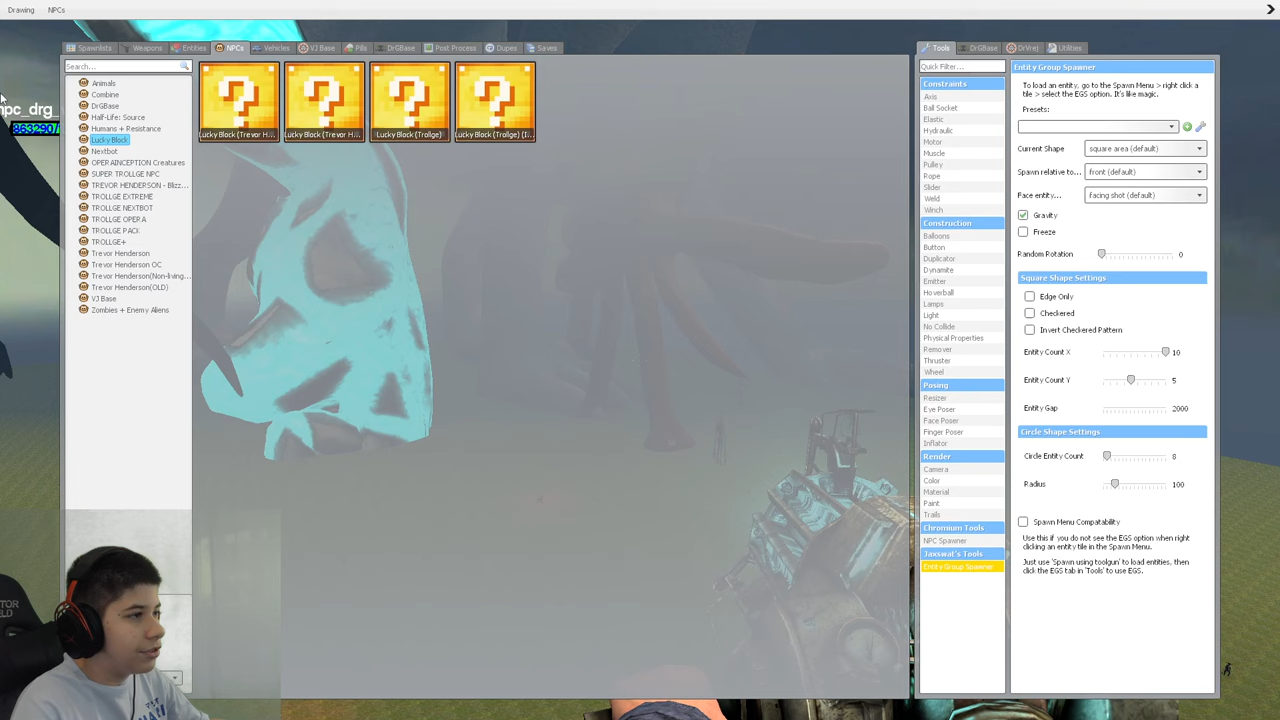 Drawing NPCs
Spawnlists Weapons Entities NPCs Vehicles VJ Base Pills DrGBase Post Process Dupes Saves
Search...
Animals
Combine
DrGBase
Half-Life: Source
Humans + Resistance
Lucky Block
Nextbot
OPERAINCEPTION Creatures
SUPER TROLLGE NPC
TREVOR HENDERSON - Blizz...
TROLLGE EXTREME
TROLLGE NEXTBOT
TROLLGE OPERA
TROLLGE PACK
TROLLGE+
Trevor Henderson
Trevor Henderson OC
Trevor Henderson(Non-living...
Trevor Henderson(OLD)
VJ Base
Zombies + Enemy Aliens
npc_drg
863290/
Lucky Block (Trevor H...
Lucky Block (Trevor H...
Lucky Block (Trollge)
Lucky Block (Trollge) (I...
Tools DrGBase DrVrej Utilities
Quick Filter...
Constraints
Axis
Ball Socket
Elastic
Hydraulic
Motor
Muscle
Pulley
Rope
Slider
Weld
Winch
Construction
Balloons
Button
Duplicator
Dynamite
Emitter
Hoverball
Lamps
Light
No Collide
Physical Properties
Remover
Thruster
Wheel
Posing
Resizer
Eye Poser
Face Poser
Finger Poser
Inflator
Render
Camera
Color
Material
Paint
Trails
Chromium Tools
NPC Spawner
Jaxswat's Tools
Entity Group Spawner
Entity Group Spawner
To load an entity, go to the Spawn Menu > right click a
tile > select the EGS option. It's like magic.
Presets:
Current Shape square area (default)
Spawn relative to... front (default)
Face entity... facing shot (default)
Gravity
Freeze
Random Rotation 0
Square Shape Settings
Edge Only
Checkered
Invert Checkered Pattern
Entity Count X 10
Entity Count Y 5
Entity Gap 2000
Circle Shape Settings
Circle Entity Count 8
Radius 100
Spawn Menu Compatability
Use this if you do not see the EGS option when right
clicking an entity tile in the Spawn Menu.
Just use 'Spawn using toolgun' to load entities, then
click the EGS tab in 'Tools' to use EGS.